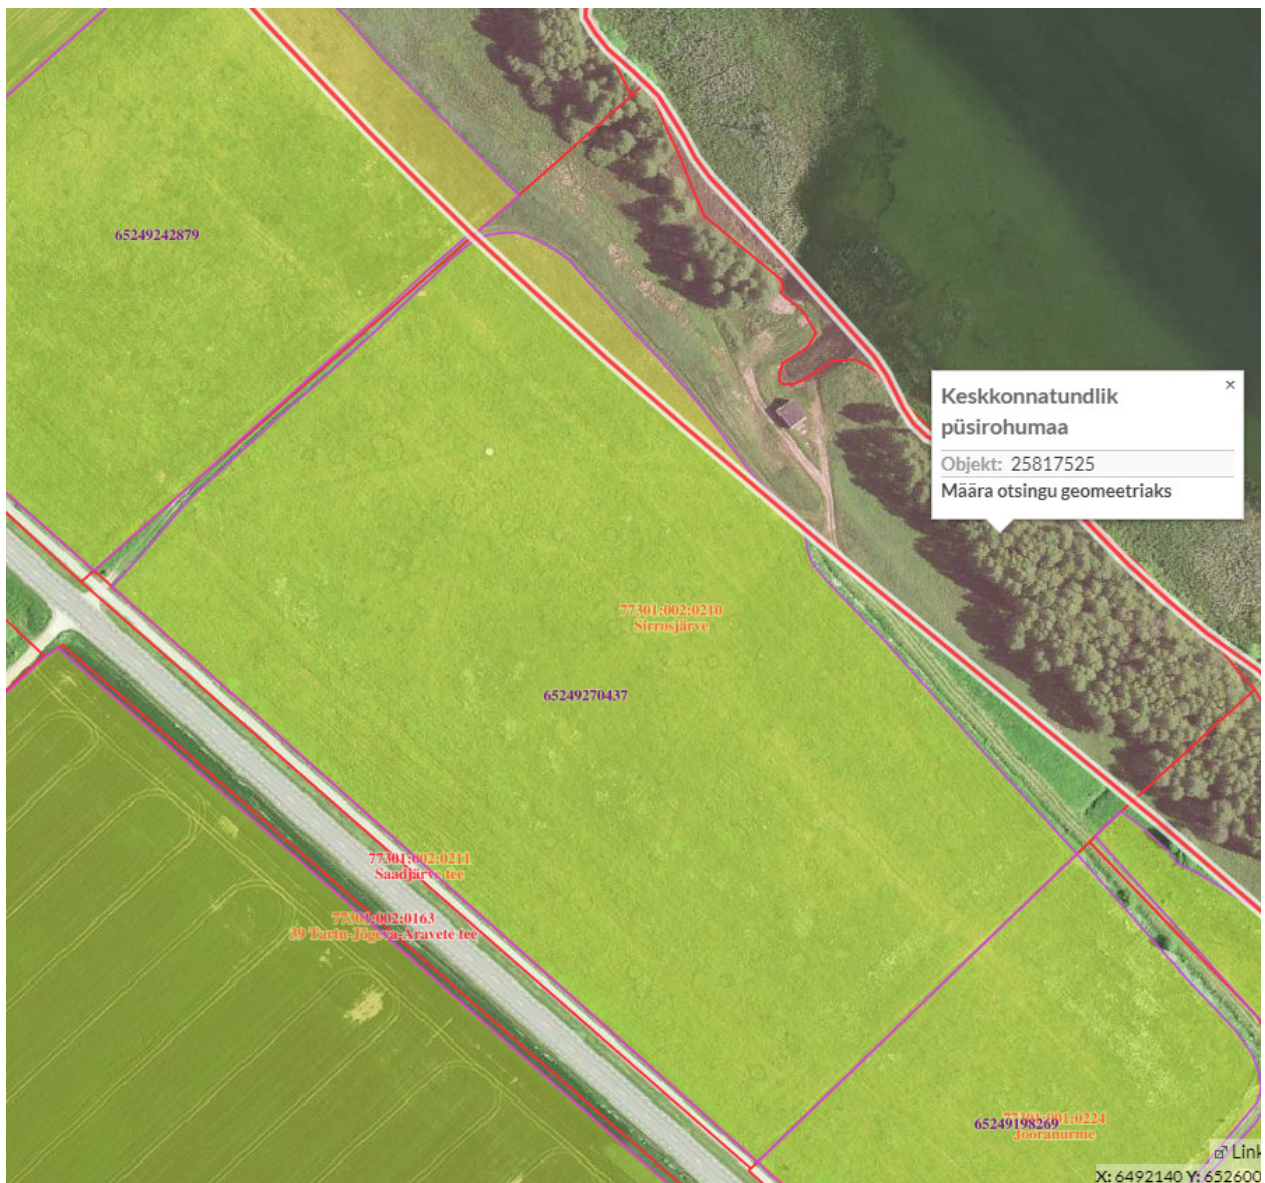 65249242879
Keskkonnatundlik
püsirohumaa
×
Objekt: 25817525
Määra otsingu geomeetriaks
77301:002:0210
Sirrosjärve
65249270437
77301:002:0211
Saadjärve tee
77301:002:0163
39 Tartu-Jõgeva-Aravete tee
77301:001:0224
65249198269
Jooranurme
Link
X: 6492140 Y: 652600